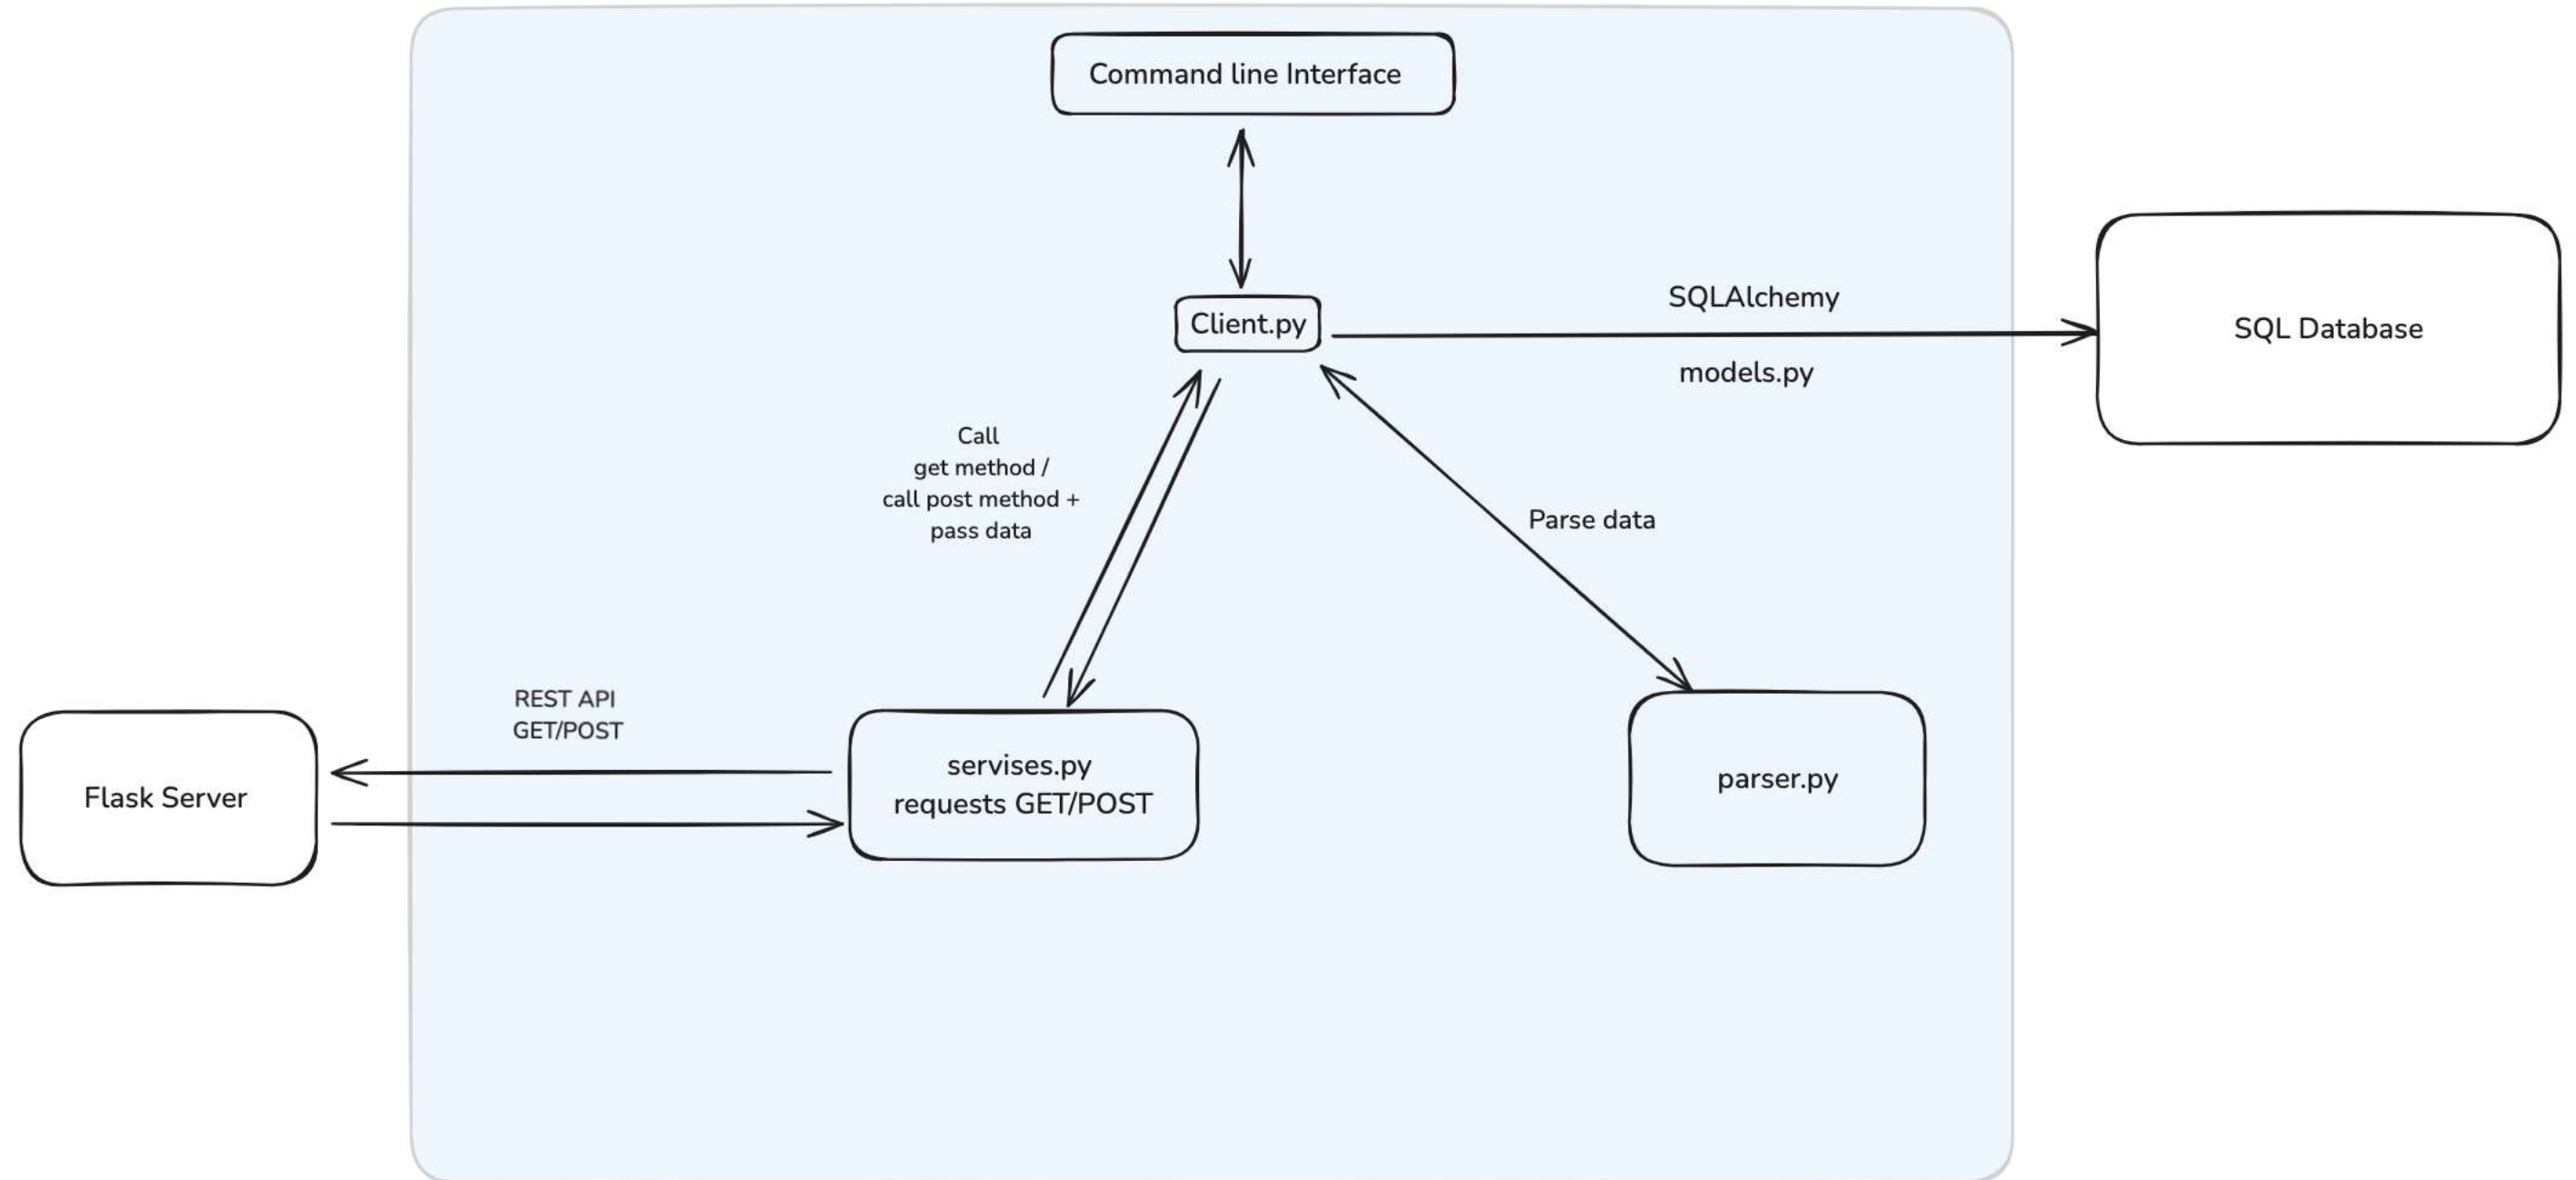 Command line Interface
Client.py
SQLAlchemy
models.py
SQL Database
Call
get method /
call post method +
pass data
Parse data
REST API
GET/POST
Flask Server
servises.py
requests GET/POST
parser.py